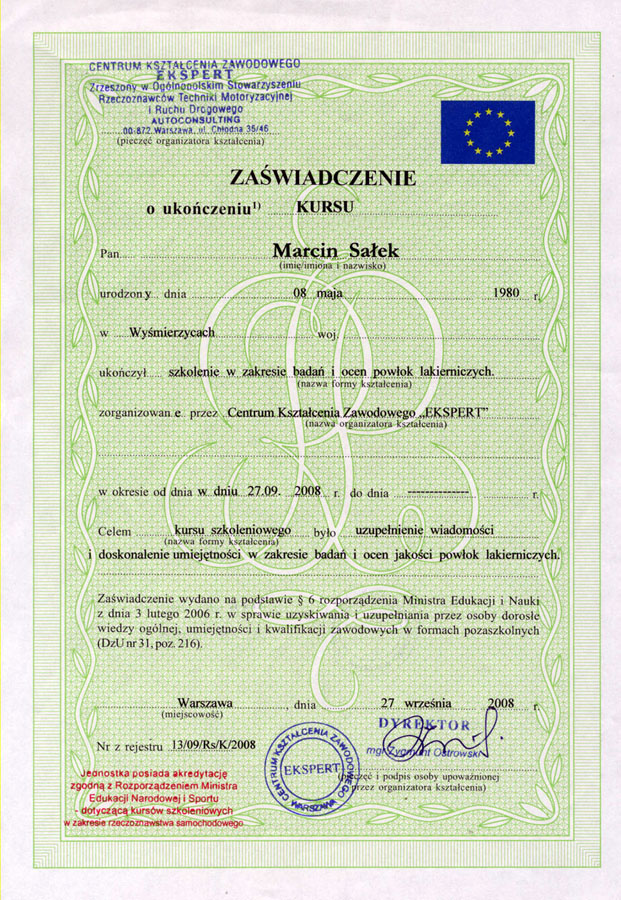 CENTRUM KSZTAŁCENIA ZAWODOWEGO
EKSPERT
Zrzeszony w Ogólnopolskim Stowarzyszeniu
Rzeczoznawców Techniki Motoryzacyjnej
i Ruchu Drogowego
AUTOCONSULTING
00-872 Warszawa, ul. Chłodna 35/46
(pieczęć organizatora kształcenia)
ZAŚWIADCZENIE
o ukończeniu¹⁾ KURSU
Pan Marcin Sałek
(imię/imiona i nazwisko)
urodzony dnia 08 maja 1980 r.
w Wyśmierzycach woj.
ukończył szkolenie w zakresie badań i ocen powłok lakierniczych.
(nazwa formy kształcenia)
zorganizowane przez Centrum Kształcenia Zawodowego „EKSPERT”
(nazwa organizatora kształcenia)
w okresie od dnia w dniu 27.09. 2008 r. do dnia -------------- r.
Celem kursu szkoleniowego było uzupełnienie wiadomości
(nazwa formy kształcenia)
i doskonalenie umiejętności w zakresie badań i ocen jakości powłok lakierniczych.
Zaświadczenie wydano na podstawie § 6 rozporządzenia Ministra Edukacji i Nauki
z dnia 3 lutego 2006 r. w sprawie uzyskiwania i uzupełniania przez osoby dorosłe
wiedzy ogólnej, umiejętności i kwalifikacji zawodowych w formach pozaszkolnych
(DzU nr 31, poz. 216).
Warszawa, dnia 27 września 2008 r.
(miejscowość)
DYREKTOR
mgr Zygmunt Ostrowski
Nr z rejestru 13/09/Rs/K/2008
CENTRUM KSZTAŁCENIA ZAWODOWEGO
EKSPERT
WARSZAWA
(pieczęć i podpis osoby upoważnionej
przez organizatora kształcenia)
Jednostka posiada akredytację
zgodną z Rozporządzeniem Ministra
Edukacji Narodowej i Sportu
- dotyczącą kursów szkoleniowych
w zakresie rzeczoznawstwa samochodowego